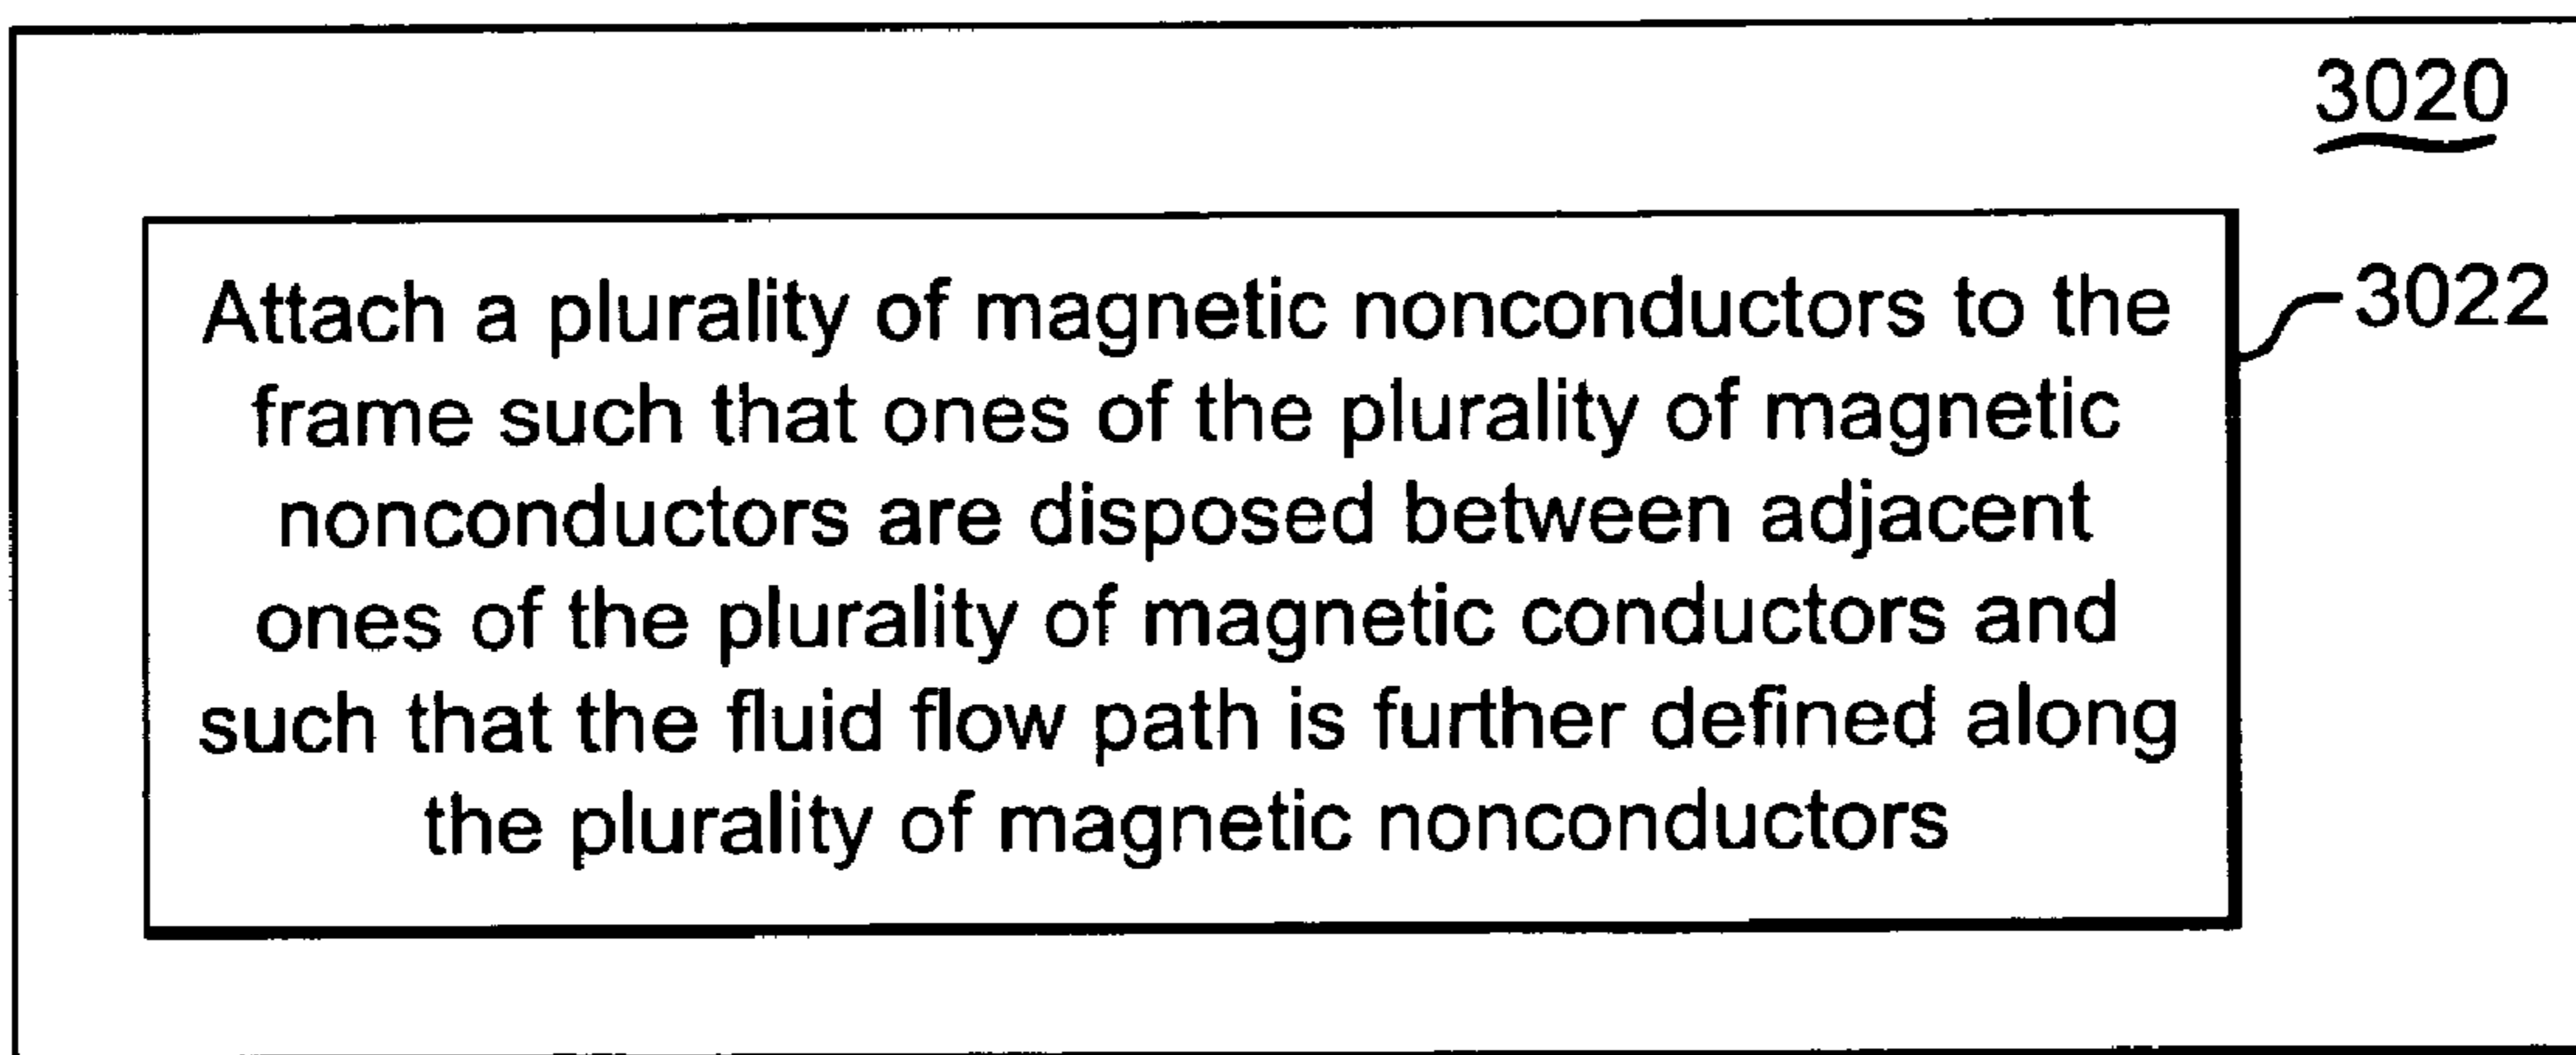 3020
Attach a plurality of magnetic nonconductors to the
frame such that ones of the plurality of magnetic
nonconductors are disposed between adjacent
ones of the plurality of magnetic conductors and
such that the fluid flow path is further defined along
the plurality of magnetic nonconductors
3022